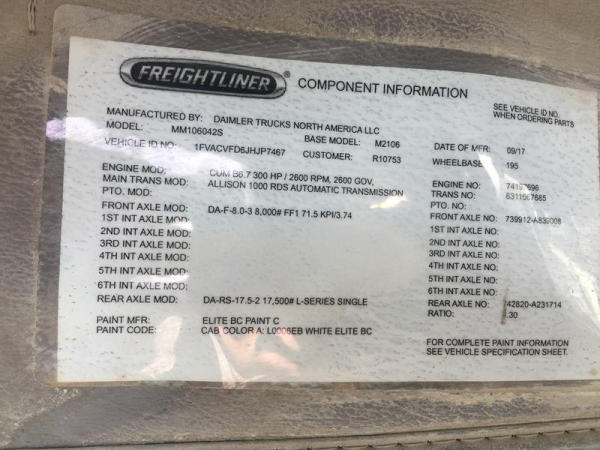 FREIGHTLINER ® COMPONENT INFORMATION
SEE VEHICLE ID NO.
WHEN ORDERING PARTS
MANUFACTURED BY: DAIMLER TRUCKS NORTH AMERICA LLC
MODEL: MM106042S BASE MODEL: M2106 DATE OF MFR: 09/17
VEHICLE ID NO: 1FVACVFD6JHJP7467 CUSTOMER: R10753 WHEELBASE: 195
ENGINE MOD: CUM B6.7 300 HP / 2600 RPM, 2600 GOV, ENGINE NO:
MAIN TRANS MOD: ALLISON 1000 RDS AUTOMATIC TRANSMISSION TRANS NO:
PTO. MOD: PTO. NO:
FRONT AXLE MOD: DA-F-8.0-3 8,000# FF1 71.5 KPI/3.74 FRONT AXLE NO: 739912-A839008
1ST INT AXLE MOD: 1ST INT AXLE NO:
2ND INT AXLE MOD: 2ND INT AXLE NO:
3RD INT AXLE MOD: 3RD INT AXLE NO:
4TH INT AXLE MOD: 4TH INT AXLE NO:
5TH INT AXLE MOD: 5TH INT AXLE NO:
6TH INT AXLE MOD: 6TH INT AXLE NO:
REAR AXLE MOD: DA-RS-17.5-2 17,500# L-SERIES SINGLE REAR AXLE NO: 742820-A231714
RATIO: .30
PAINT MFR: ELITE BC PAINT C
PAINT CODE: CAB COLOR A: L0006EB WHITE ELITE BC
FOR COMPLETE PAINT INFORMATION
SEE VEHICLE SPECIFICATION SHEET.